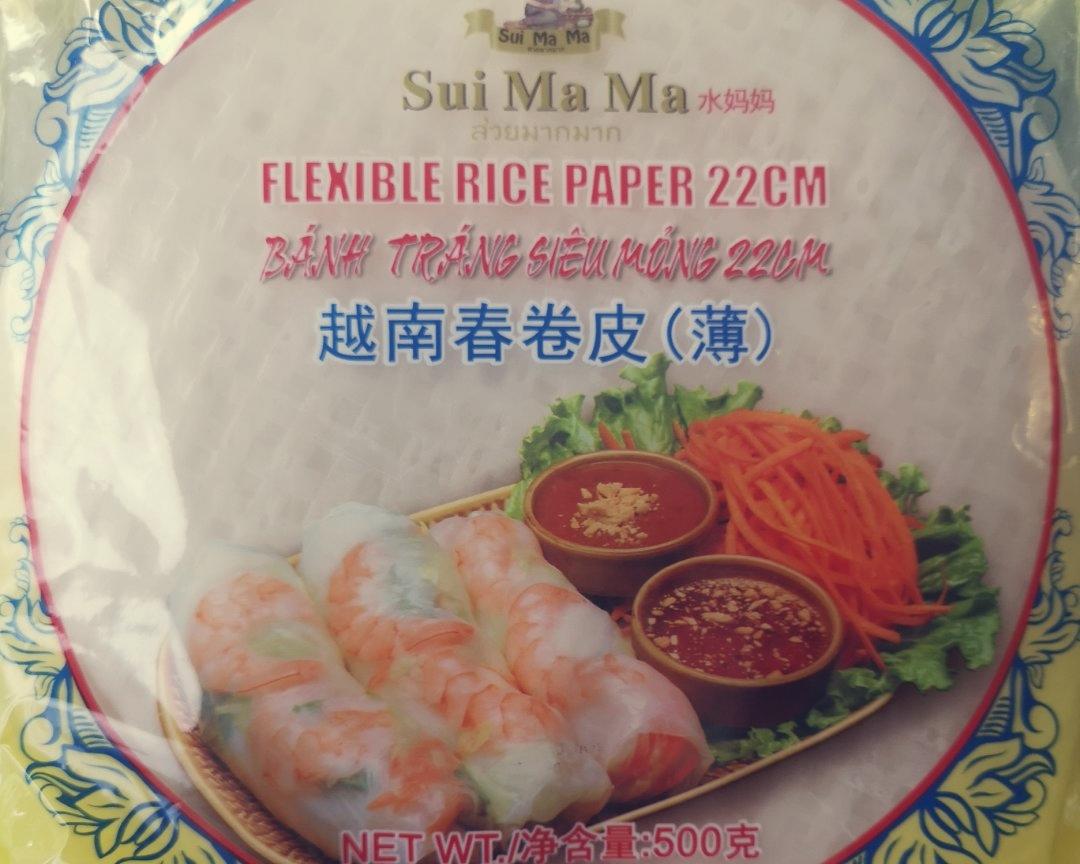 Sui Ma Ma
Sui Ma Ma 水妈妈
ส่วยมากมาก
FLEXIBLE RICE PAPER 22CM
BÁNH TRÁNG SIÊU MỎNG 22CM
越南春卷皮(薄)
NET WT./净含量:500克